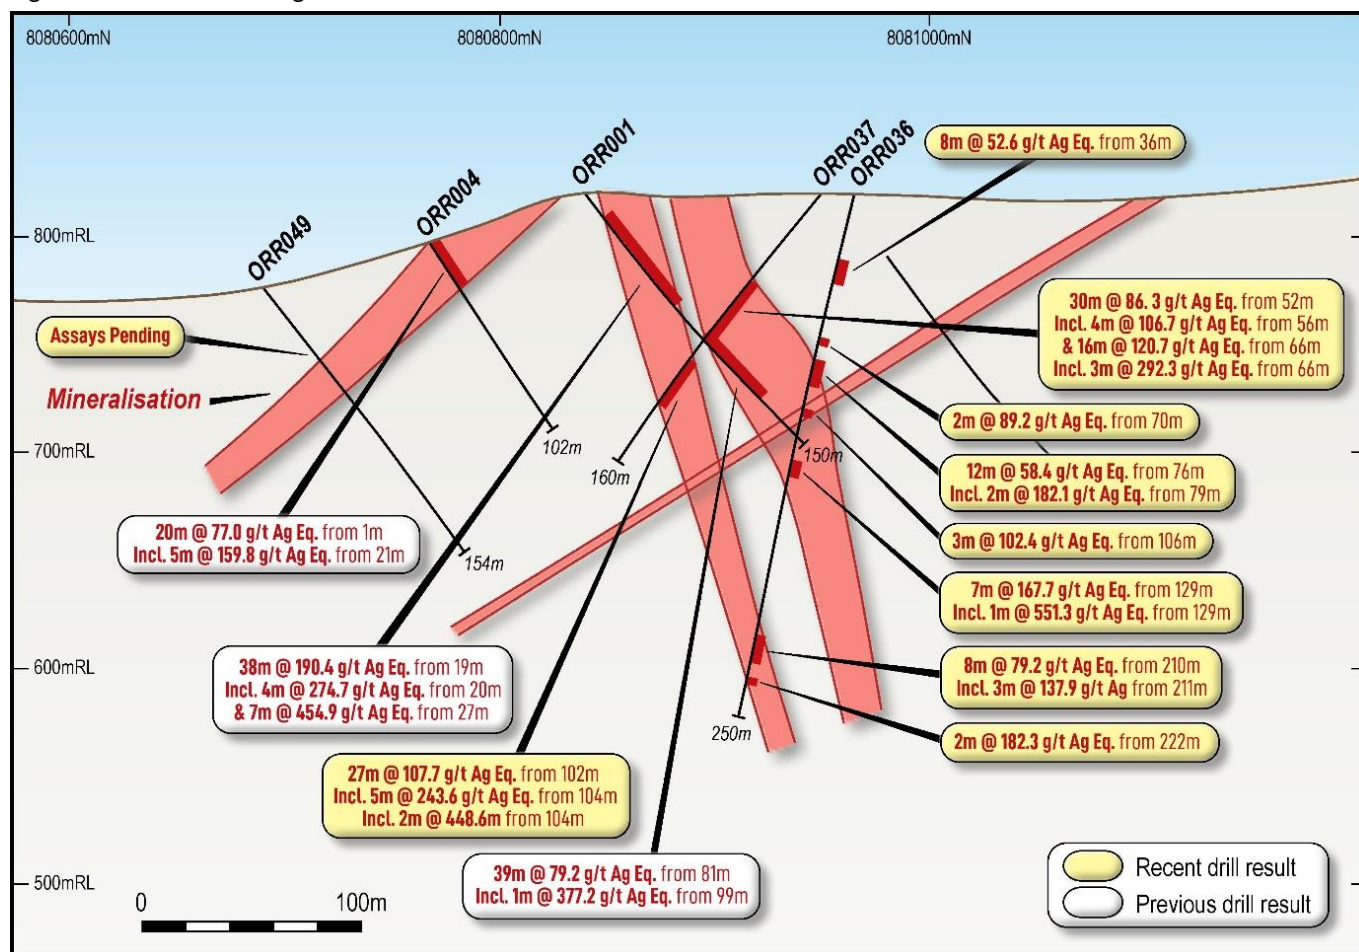 8080600mN
8080800mN
8081000mN
ORR049
ORR004
ORR001
ORR037
ORR036
8m @ 52.6 g/t Ag Eq. from 36m
800mRL
Assays Pending
Mineralisation
30m @ 86.3 g/t Ag Eq. from 52m
Incl. 4m @ 106.7 g/t Ag Eq. from 56m
& 16m @ 120.7 g/t Ag Eq. from 66m
Incl. 3m @ 292.3 g/t Ag Eq. from 66m
2m @ 89.2 g/t Ag Eq. from 70m
700mRL
102m
160m
150m
12m @ 58.4 g/t Ag Eq. from 76m
Incl. 2m @ 182.1 g/t Ag Eq. from 79m
20m @ 77.0 g/t Ag Eq. from 1m
Incl. 5m @ 159.8 g/t Ag Eq. from 21m
154m
3m @ 102.4 g/t Ag Eq. from 106m
7m @ 167.7 g/t Ag Eq. from 129m
Incl. 1m @ 551.3 g/t Ag Eq. from 129m
600mRL
38m @ 190.4 g/t Ag Eq. from 19m
Incl. 4m @ 274.7 g/t Ag Eq. from 20m
& 7m @ 454.9 g/t Ag Eq. from 27m
8m @ 79.2 g/t Ag Eq. from 210m
Incl. 3m @ 137.9 g/t Ag from 211m
250m
2m @ 182.3 g/t Ag Eq. from 222m
27m @ 107.7 g/t Ag Eq. from 102m
Incl. 5m @ 243.6 g/t Ag Eq. from 104m
Incl. 2m @ 448.6m from 104m
39m @ 79.2 g/t Ag Eq. from 81m
Incl. 1m @ 377.2 g/t Ag Eq. from 99m
500mRL
0 100m
Recent drill result
Previous drill result